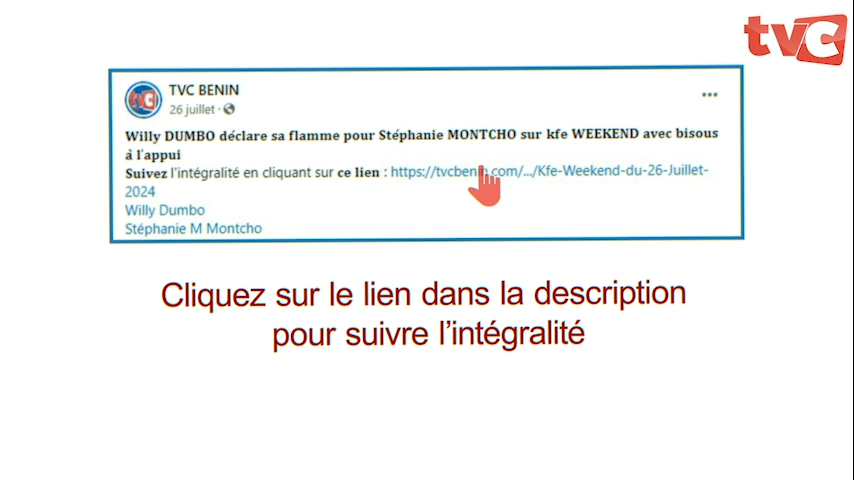 tvc
TVC BENIN
26 juillet ·
Willy DUMBO déclare sa flamme pour Stéphanie MONTCHO sur kfe WEEKEND avec bisous
à l'appui
Suivez l'intégralité en cliquant sur ce lien : https://tvcbenin.com/.../Kfe-Weekend-du-26-Juillet-
2024
Willy Dumbo
Stéphanie M Montcho
Cliquez sur le lien dans la description
pour suivre l'intégralité